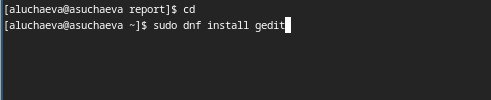 [aluchaeva@asuchaeva report]$ cd
[aluchaeva@asuchaeva ~]$ sudo dnf install gedit